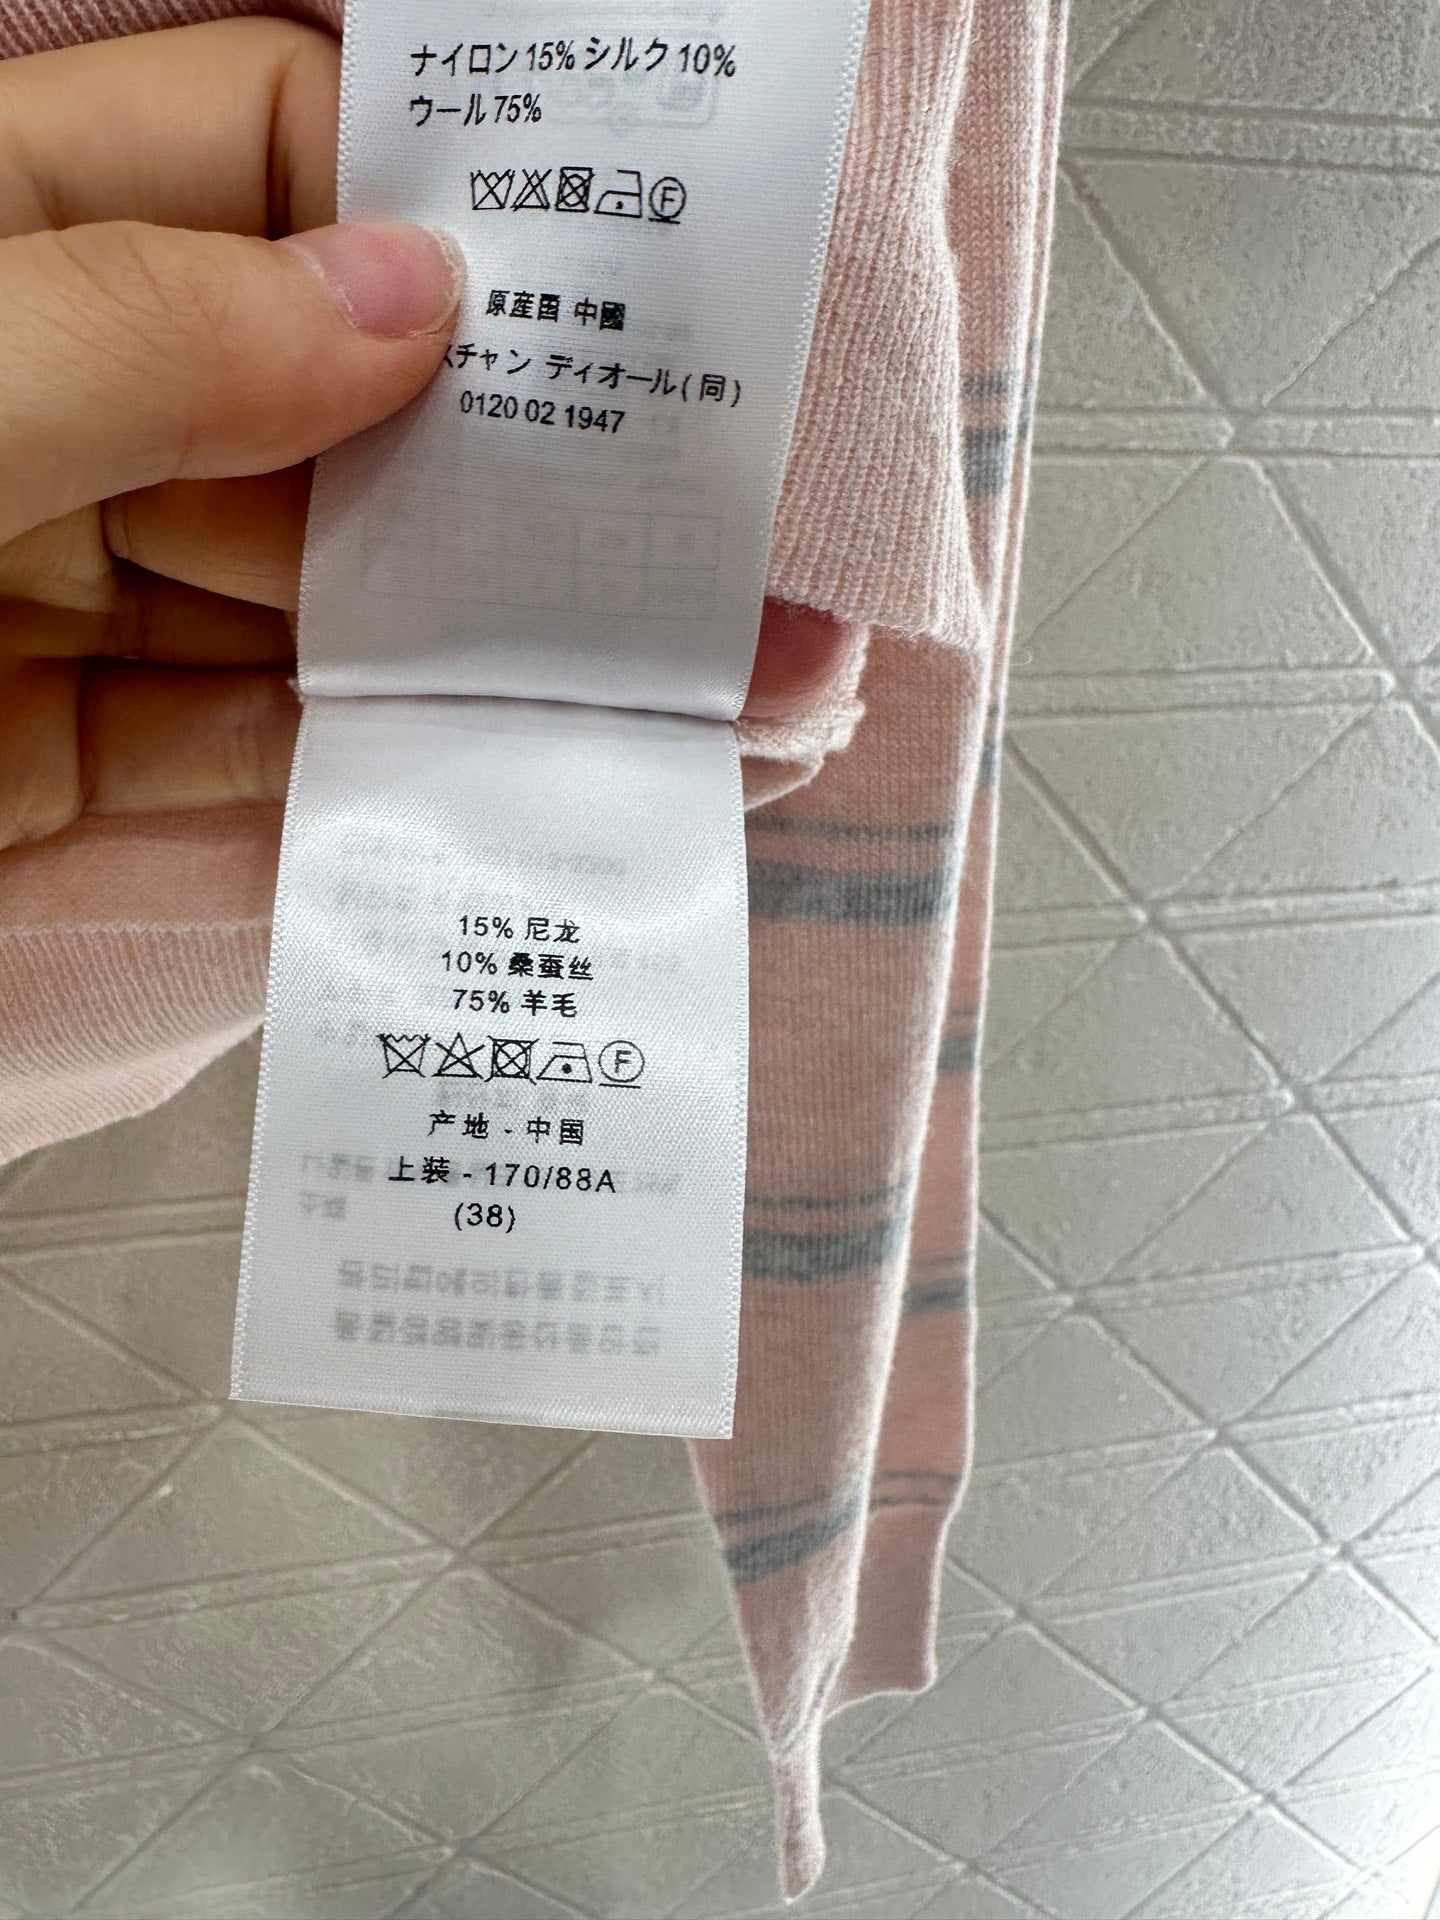 ナイロン 15% シルク 10%
ウール 75%
F
原産国 中國
スチャン ディオール(同)
0120 02 1947
15% 尼龙
10% 桑蚕丝
75% 羊毛
F
产地 - 中国
上装 - 170/88A
(38)